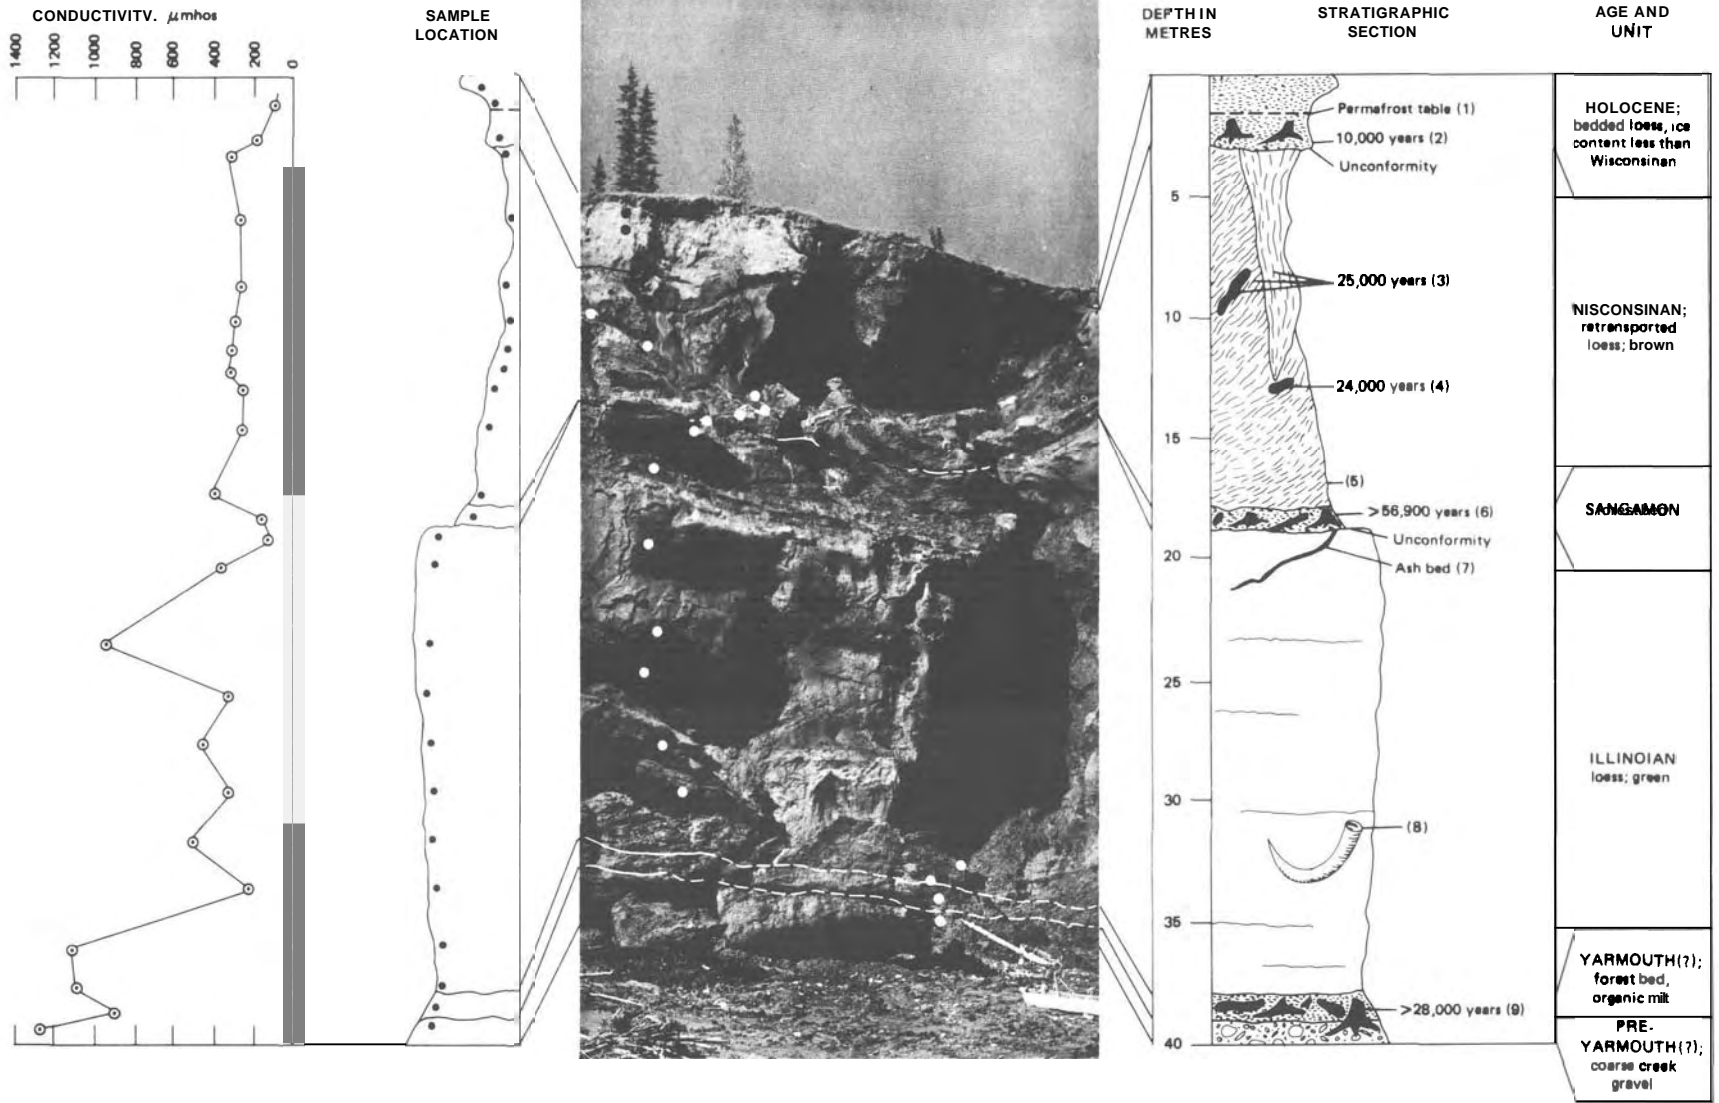 CONDUCTIVITV. μmhos
1400
1200
1000
800
600
400
200
0
SAMPLE
LOCATION
DEPTH IN
METRES
5
10
15
20
25
30
35
40
STRATIGRAPHIC
SECTION
Permafrost table (1)
10,000 years (2)
Unconformity
25,000 years (3)
24,000 years (4)
(5)
>56,900 years (6)
Unconformity
Ash bed (7)
(8)
>28,000 years (9)
AGE AND
UNIT
HOLOCENE;
bedded loess, ice
content less than
Wisconsinan
NISCONSINAN;
retransported
loess; brown
SANGAMON
ILLINOIAN
loess; green
YARMOUTH(?);
forest bed,
organic milt
PRE-
YARMOUTH(?);
coarse creek
gravel